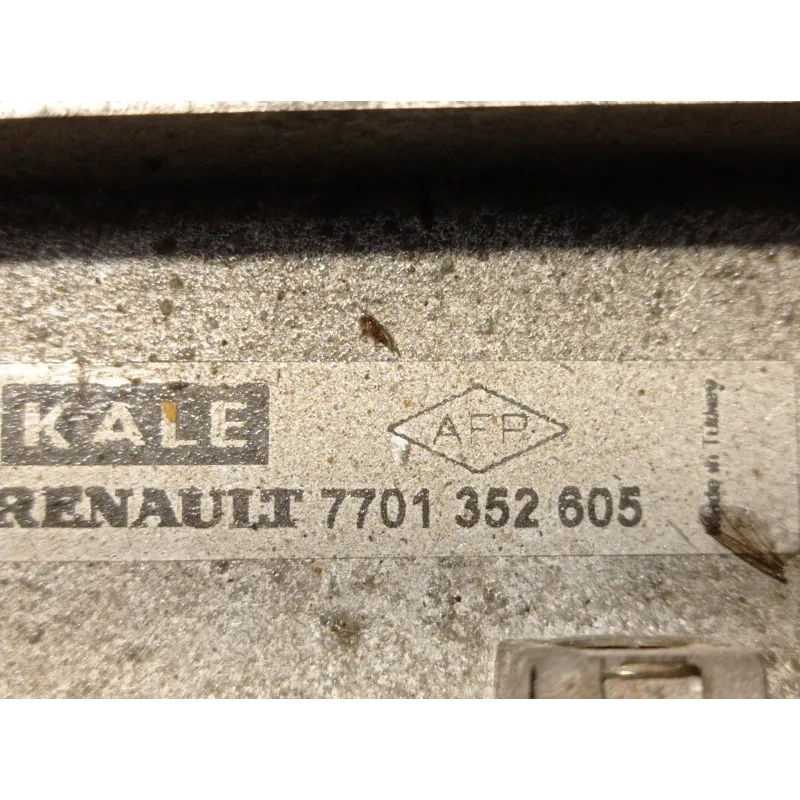 KALE
AFP
RENAULT 7701 352 605
Made in Turkey